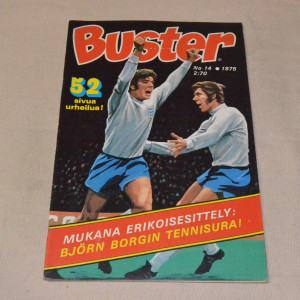 Buster
No 14 • 1975
2:70
52
sivua
urheilua!
MUKANA ERIKOISESITTELY:
BJÖRN BORGIN TENNISURA!